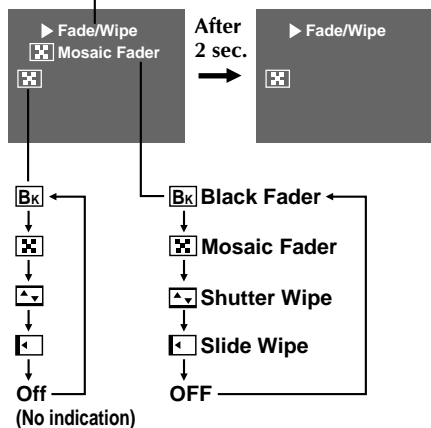 Fade/Wipe
Mosaic Fader
After
2 sec.
Fade/Wipe
BK
BK Black Fader
Mosaic Fader
Shutter Wipe
Slide Wipe
Off
(No indication)
OFF